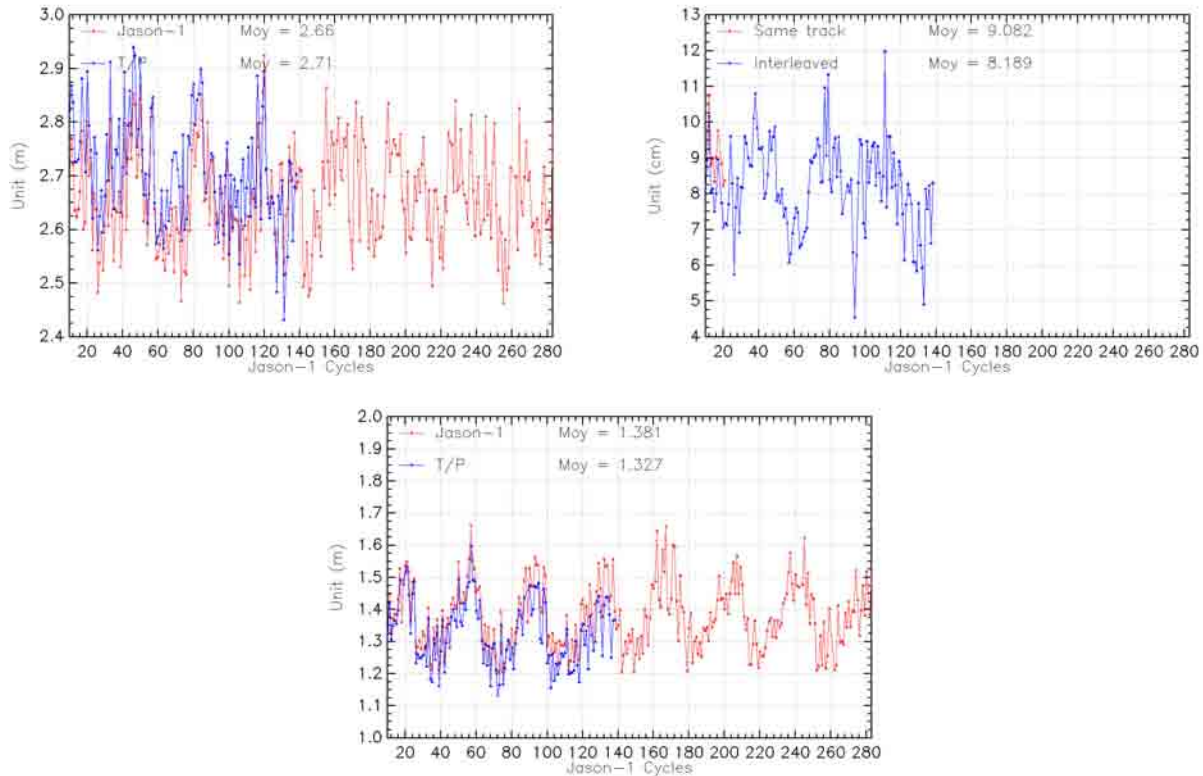 Jason-1 Moy = 2.66
T/P Moy = 2.71
Unit (m)
3.0
2.9
2.8
2.7
2.6
2.5
2.4
20 40 60 80 100 120 140 160 180 200 220 240 260 280
Jason-1 Cycles
Same track Moy = 9.082
Interleaved Moy = 8.189
Unit (cm)
13
12
11
10
9
8
7
6
5
4
20 40 60 80 100 120 140 160 180 200 220 240 260 280
Jason-1 Cycles
Jason-1 Moy = 1.381
T/P Moy = 1.327
Unit (m)
2.0
1.9
1.8
1.7
1.6
1.5
1.4
1.3
1.2
1.1
1.0
20 40 60 80 100 120 140 160 180 200 220 240 260 280
Jason-1 Cycles